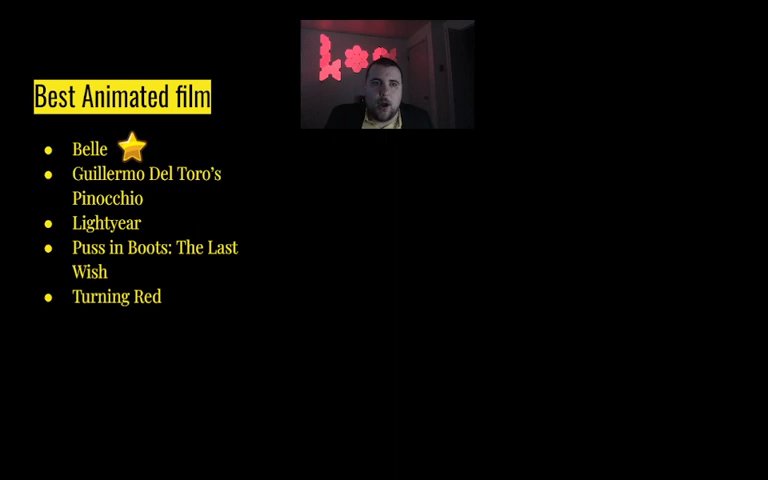 Best Animated film
● Belle
● Guillermo Del Toro's
Pinocchio
● Lightyear
● Puss in Boots: The Last
Wish
● Turning Red